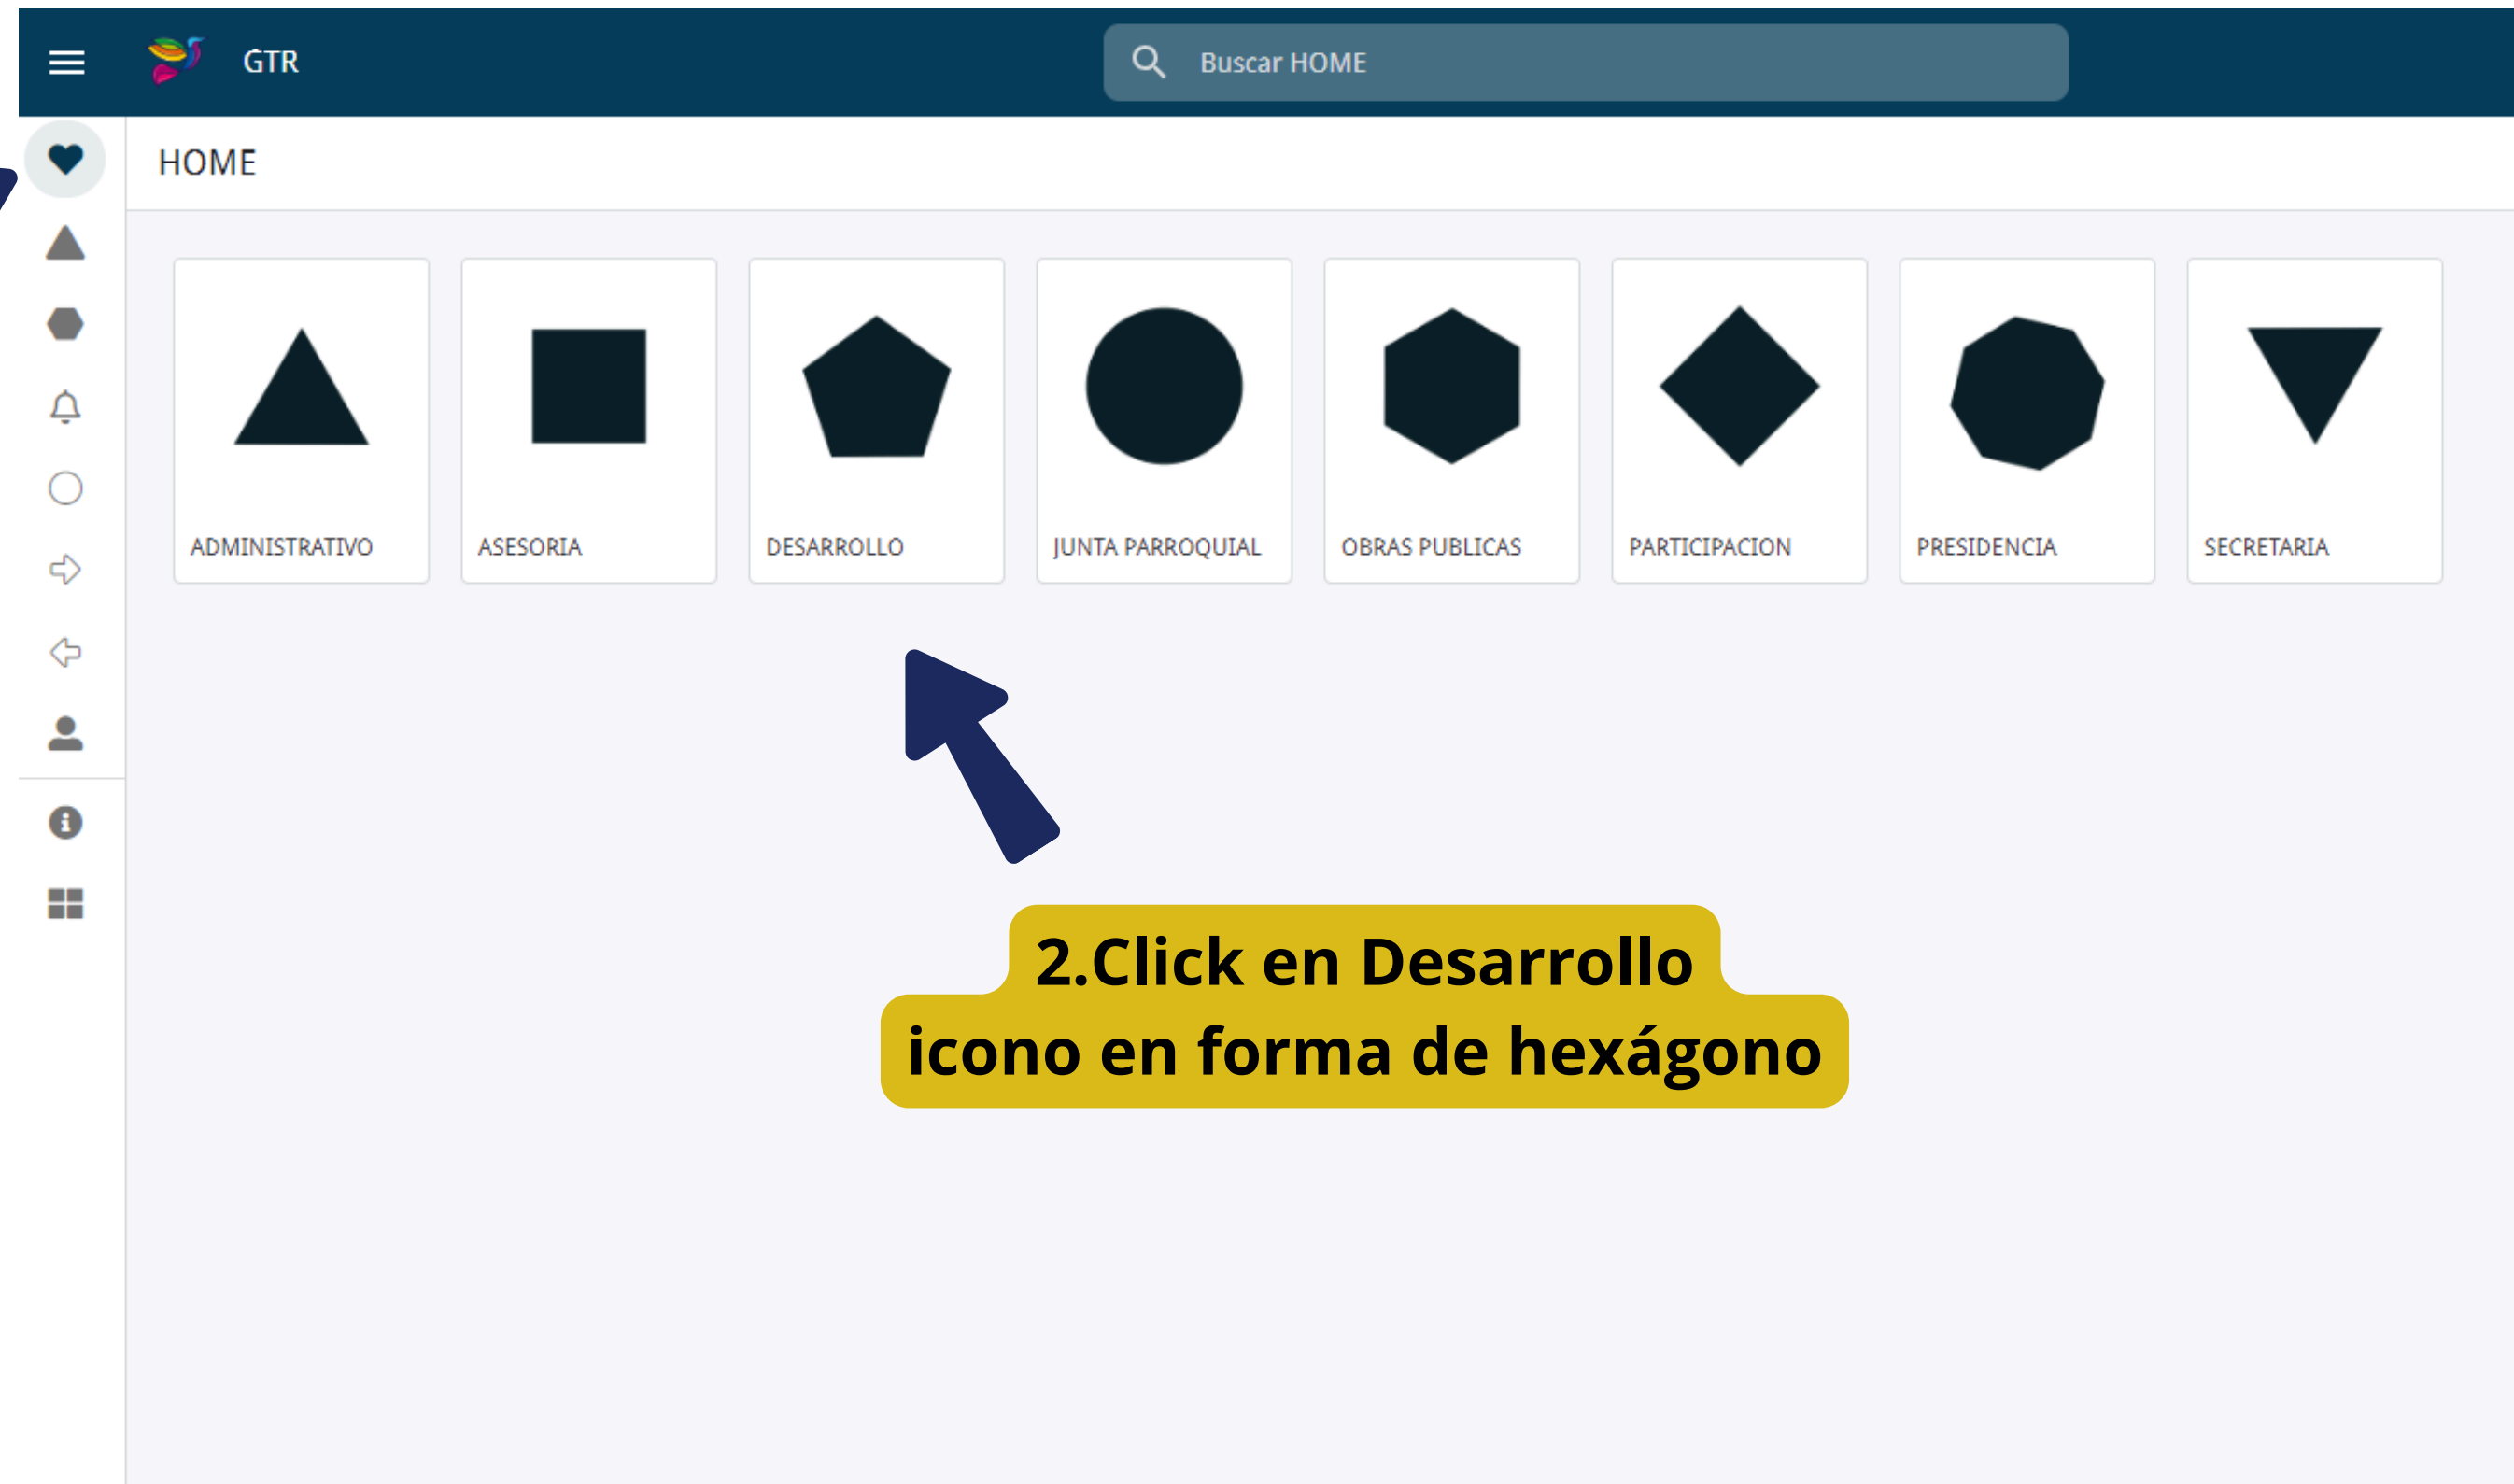 GTR
Buscar HOME
HOME
ADMINISTRATIVO
ASESORIA
DESARROLLO
JUNTA PARROQUIAL
OBRAS PUBLICAS
PARTICIPACION
PRESIDENCIA
SECRETARIA
2.Click en Desarrollo
icono en forma de hexágono